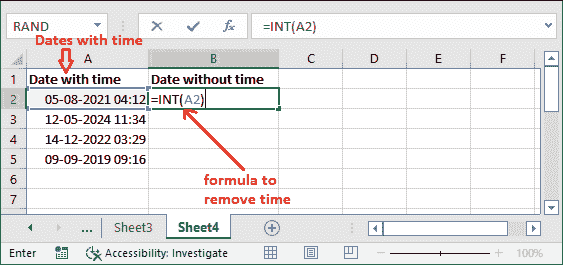 RAND
=INT(A2)
Dates with time
A B C D E F
1 Date with time Date without time
2 05-08-2021 04:12 =INT(A2)
3 12-05-2024 11:34
4 14-12-2022 03:29
5 09-09-2019 09:16
6
7
formula to
remove time
... Sheet3 Sheet4
Enter Accessibility: Investigate 100%